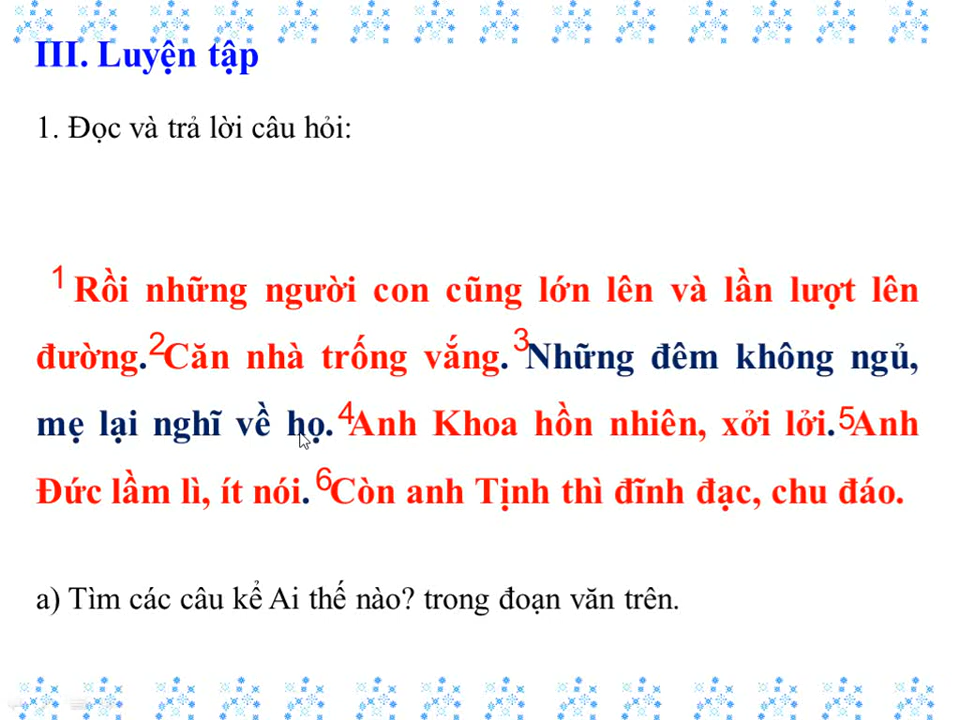 III. Luyện tập
1. Đọc và trả lời câu hỏi:
1 Rồi những người con cũng lớn lên và lần lượt lên
đường. 2 Căn nhà trống vắng. 3 Những đêm không ngủ,
mẹ lại nghĩ về họ. 4 Anh Khoa hồn nhiên, xởi lởi. 5 Anh
Đức lầm lì, ít nói. 6 Còn anh Tịnh thì đĩnh đạc, chu đáo.
a) Tìm các câu kể Ai thế nào? trong đoạn văn trên.